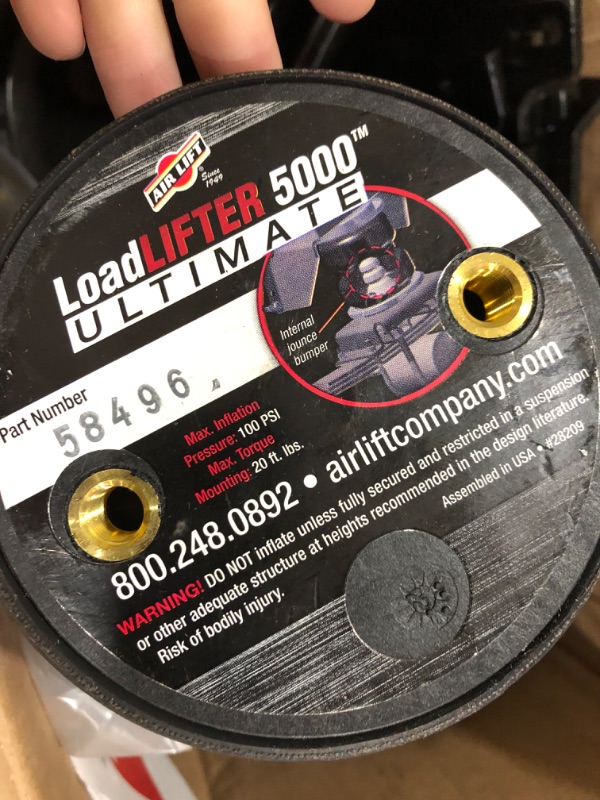 AIR LIFT
®
Since
1949
LoadLIFTER 5000™
ULTIMATE
Internal
jounce
bumper
Part Number
58496
Max. Inflation
Pressure: 100 PSI
Max. Torque
Mounting: 20 ft. lbs.
800.248.0892 • airliftcompany.com
WARNING! DO NOT inflate unless fully secured and restricted in a suspension
or other adequate structure at heights recommended in the design literature.
Risk of bodily injury.
Assembled in USA • #28209